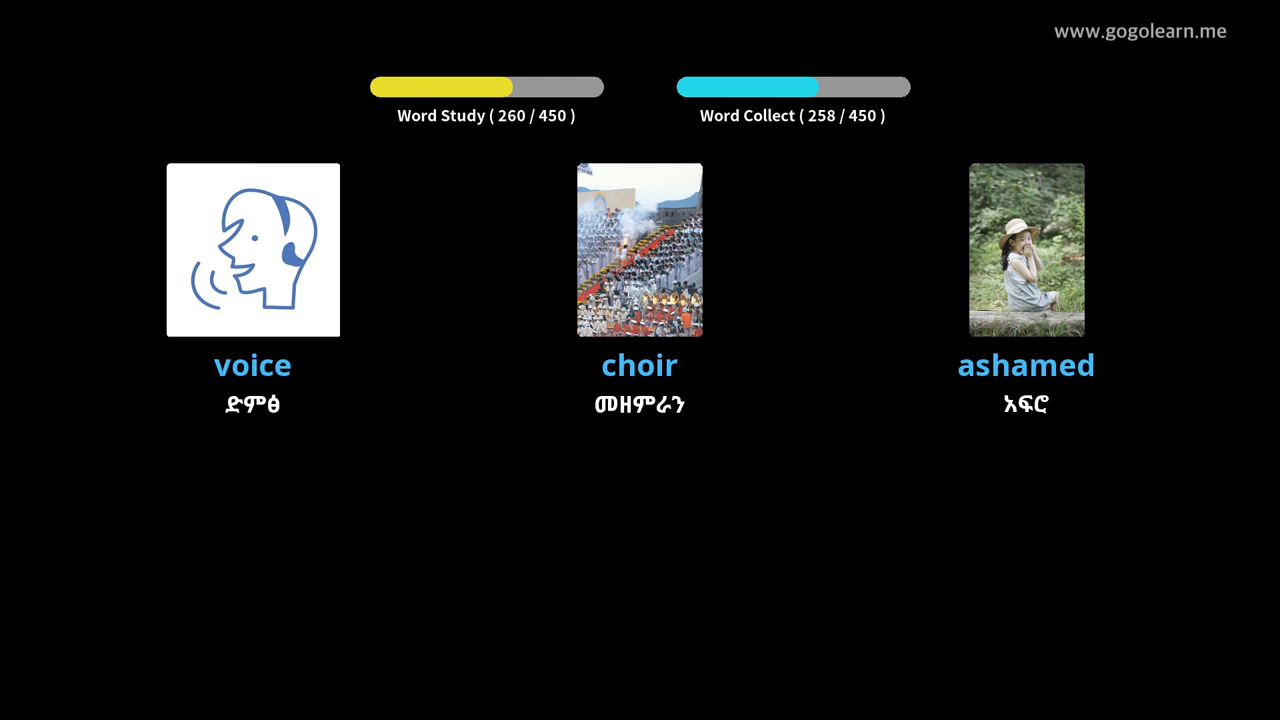 www.gogolearn.me
Word Study ( 260 / 450 )
Word Collect ( 258 / 450 )
voice
choir
ashamed
ድምፅ
መዘምራን
አፍሮ